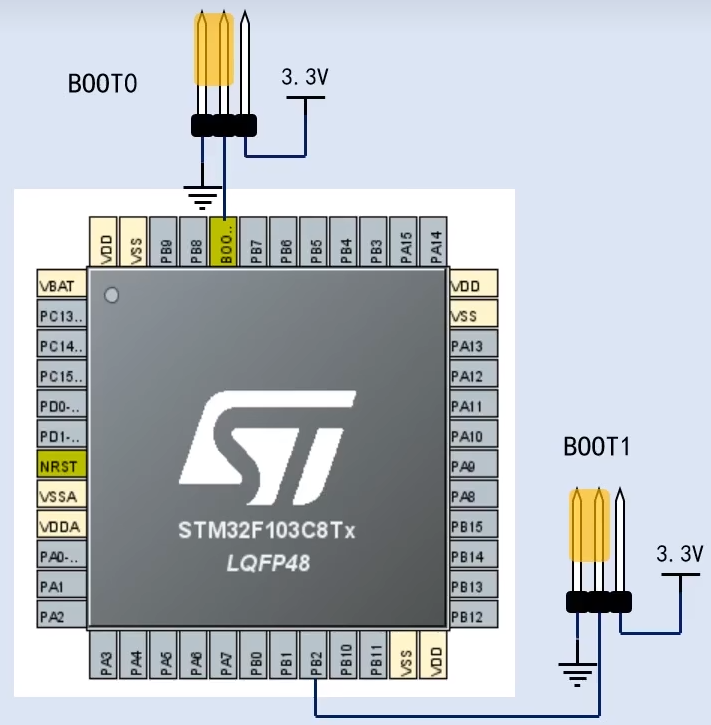 BOOT0
3.3V
VDD
VSS
PB9
PB8
BOO..
PB7
PB6
PB5
PB4
PB3
PA15
PA14
VBAT
PC13..
PC14..
PC15..
PD0-..
PD1-..
NRST
VSSA
VDDA
PA0-..
PA1
PA2
VDD
VSS
PA13
PA12
PA11
PA10
PA9
PA8
PB15
PB14
PB13
PB12
ST
STM32F103C8Tx
LQFP48
PA3
PA4
PA5
PA6
PA7
PB0
PB1
PB2
PB10
PB11
VSS
VDD
BOOT1
3.3V